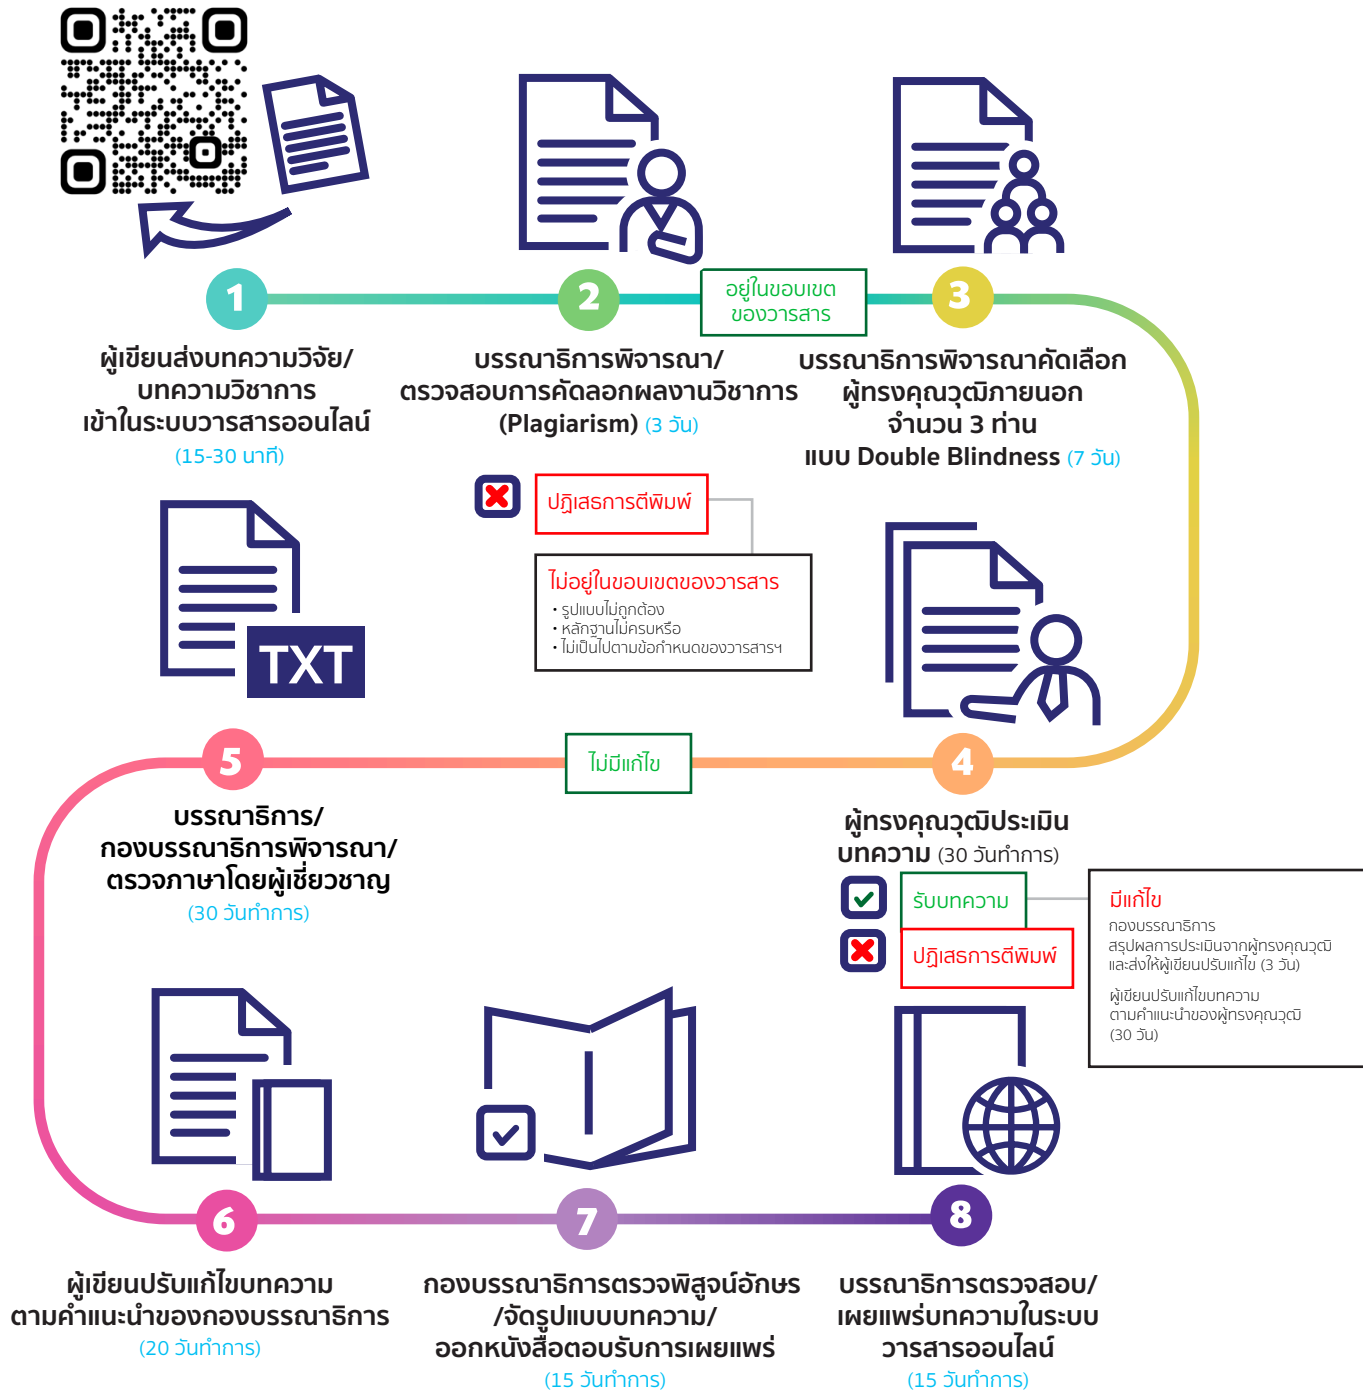 1
ผู้เขียนส่งบทความวิจัย/
บทความวิชาการ
เข้าในระบบวารสารออนไลน์
(15-30 นาที)
2
บรรณาธิการพิจารณา/
ตรวจสอบการคัดลอกผลงานวิชาการ
(Plagiarism) (3 วัน)
อยู่ในขอบเขต
ของวารสาร
3
บรรณาธิการพิจารณาคัดเลือก
ผู้ทรงคุณวุฒิภายนอก
จำนวน 3 ท่าน
แบบ Double Blindness (7 วัน)
ปฏิเสธการตีพิมพ์
ไม่อยู่ในขอบเขตของวารสาร
• รูปแบบไม่ถูกต้อง
• หลักฐานไม่ครบหรือ
• ไม่เป็นไปตามข้อกำหนดของวารสารฯ
4
ผู้ทรงคุณวุฒิประเมิน
บทความ (30 วันทำการ)
รับบทความ
ปฏิเสธการตีพิมพ์
มีแก้ไข
กองบรรณาธิการ
สรุปผลการประเมินจากผู้ทรงคุณวุฒิ
และส่งให้ผู้เขียนปรับแก้ไข (3 วัน)
ผู้เขียนปรับแก้ไขบทความ
ตามคำแนะนำของผู้ทรงคุณวุฒิ
(30 วัน)
ไม่มีแก้ไข
TXT
5
บรรณาธิการ/
กองบรรณาธิการพิจารณา/
ตรวจภาษาโดยผู้เชี่ยวชาญ
(30 วันทำการ)
6
ผู้เขียนปรับแก้ไขบทความ
ตามคำแนะนำของกองบรรณาธิการ
(20 วันทำการ)
7
กองบรรณาธิการตรวจพิสูจน์อักษร
/จัดรูปแบบบทความ/
ออกหนังสือตอบรับการเผยแพร่
(15 วันทำการ)
8
บรรณาธิการตรวจสอบ/
เผยแพร่บทความในระบบ
วารสารออนไลน์
(15 วันทำการ)